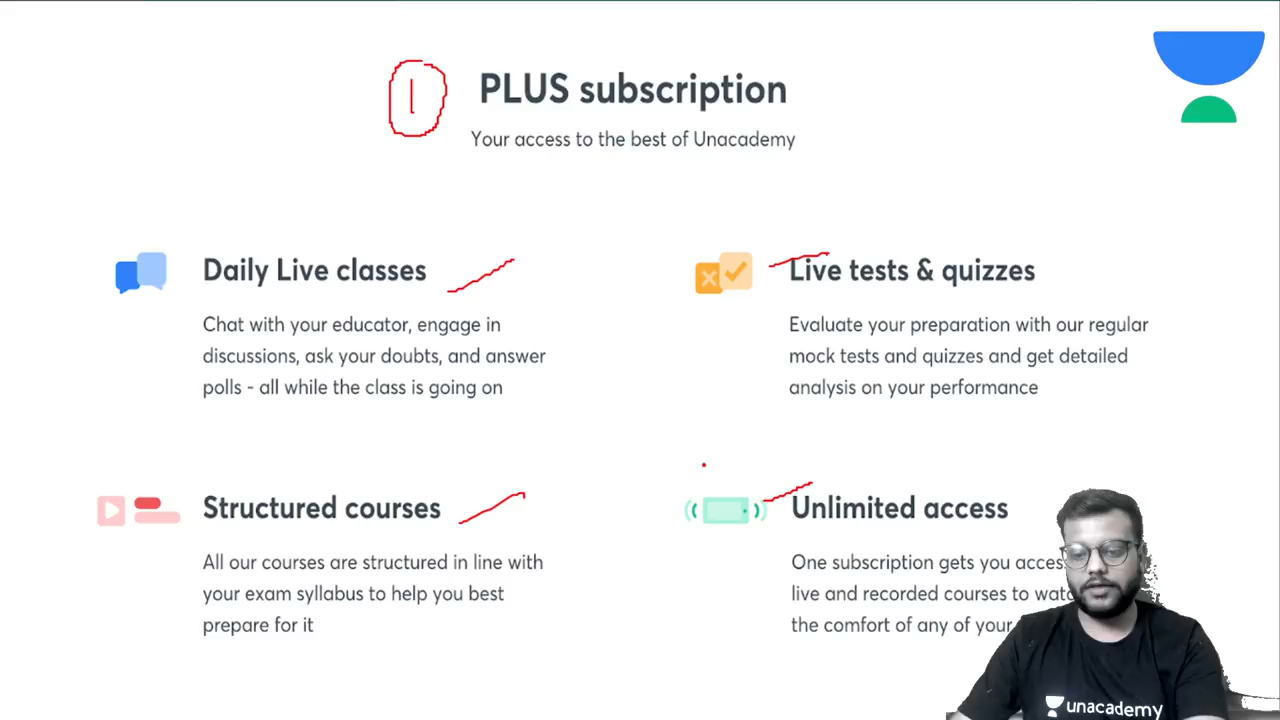 1
PLUS subscription
Your access to the best of Unacademy
Daily Live classes
Chat with your educator, engage in
discussions, ask your doubts, and answer
polls - all while the class is going on
Live tests & quizzes
Evaluate your preparation with our regular
mock tests and quizzes and get detailed
analysis on your performance
Structured courses
All our courses are structured in line with
your exam syllabus to help you best
prepare for it
Unlimited access
One subscription gets you
live and recorded courses to
the comfort of any of your
unacademy